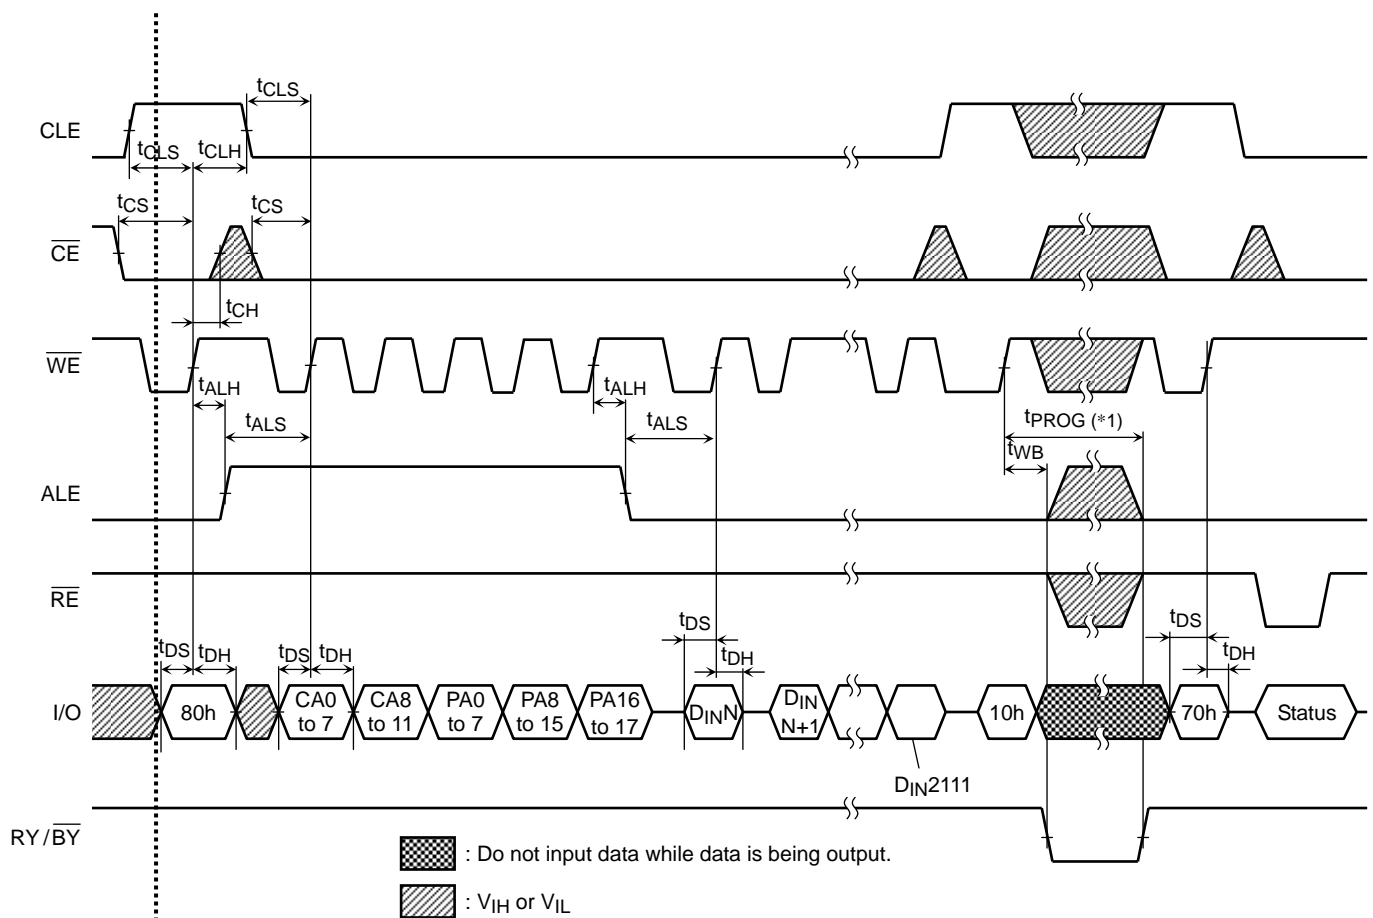 tCLS
CLE
tCLS
tCLH
tCS
tCS
CE
tCH
WE
tALH
tALH
tALS
tALS
tPROG (*1)
tWB
ALE
RE
tDS
tDS
tDH
tDS
tDH
tDS
tDH
tDH
I/O
80h
CA0
to 7
CA8
to 11
PA0
to 7
PA8
to 15
PA16
to 17
DINN
DIN
N+1
10h
70h
Status
DIN2111
RY/BY
: Do not input data while data is being output.
: VIH or VIL